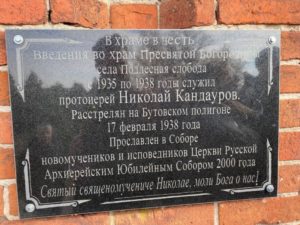 В храме в честь
Введения во храм Пресвятой Богородицы
села Подлесная слобода
с 1935 по 1938 годы служил
протоиерей Николай Кандауров.
Расстрелян на Бутовском полигоне
17 февраля 1938 года
Прославлен в Соборе
новомучеников и исповедников Церкви Русской
Архиерейским Юбилейным Собором 2000 года
Святый священомучениче Николае, моли Бога о нас!